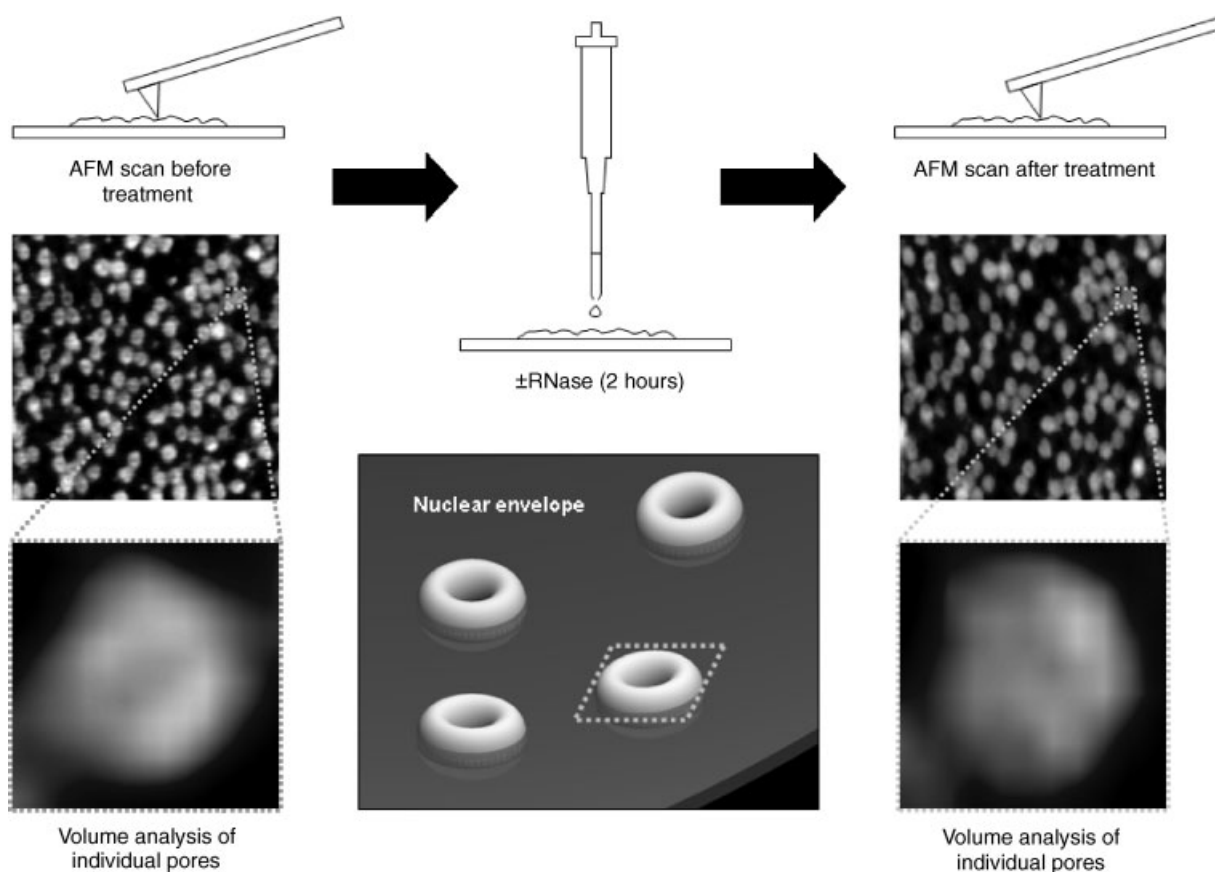 AFM scan before
treatment
AFM scan after treatment
±RNase (2 hours)
Nuclear envelope
Volume analysis of
individual pores
Volume analysis of
individual pores